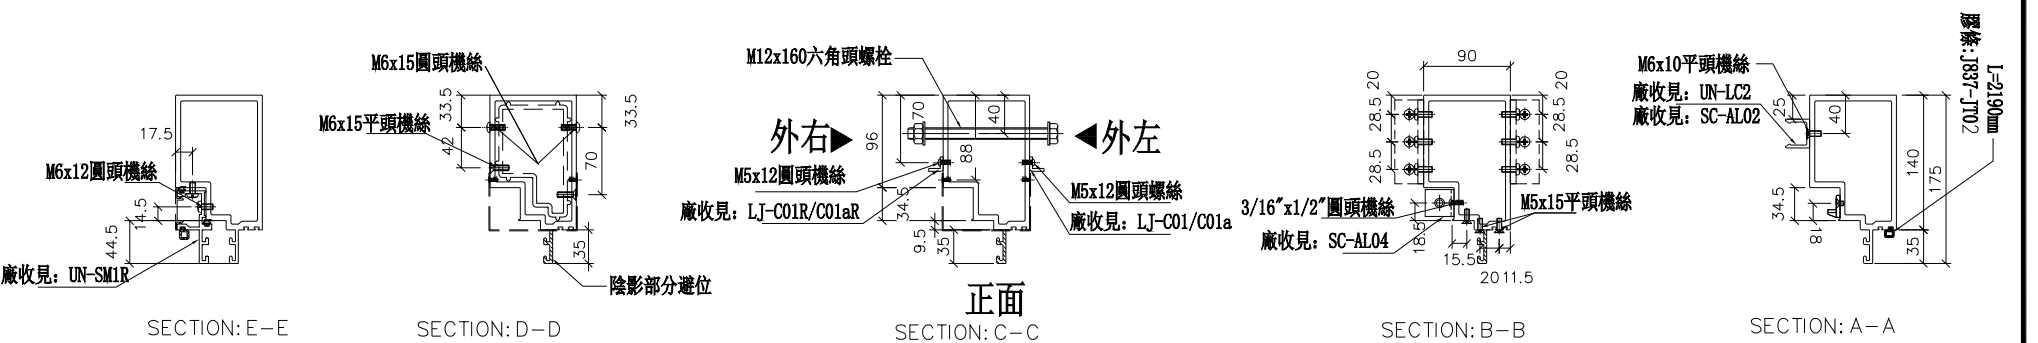 17.5
M6x12圓頭機絲
14.5
44.5
廠收見: UN-SM1R
SECTION:E-E
M6x15圓頭機絲
33.5
33.5
M6x15平頭機絲
42
70
35
陰影部分避位
SECTION:D-D
M12x160六角頭螺栓
70
40
96
88
外右
外左
M5x12圓頭機絲
M5x12圓頭螺絲
廠收見: LJ-C01R/C01aR
廠收見: LJ-C01/C01a
34.5
9.5
35
正面
SECTION:C-C
90
20
20
28.5
28.5
28.5
28.5
3/16"x1/2"圓頭機絲
M5x15平頭機絲
廠收見: SC-AL04
18.5
15.5
20
11.5
SECTION:B-B
M6x10平頭機絲
廠收見: UN-LC2
廠收見: SC-AL02
25
40
140
175
34.5
18
35
SECTION:A-A
L=2190mm
膠條:J837-JT02